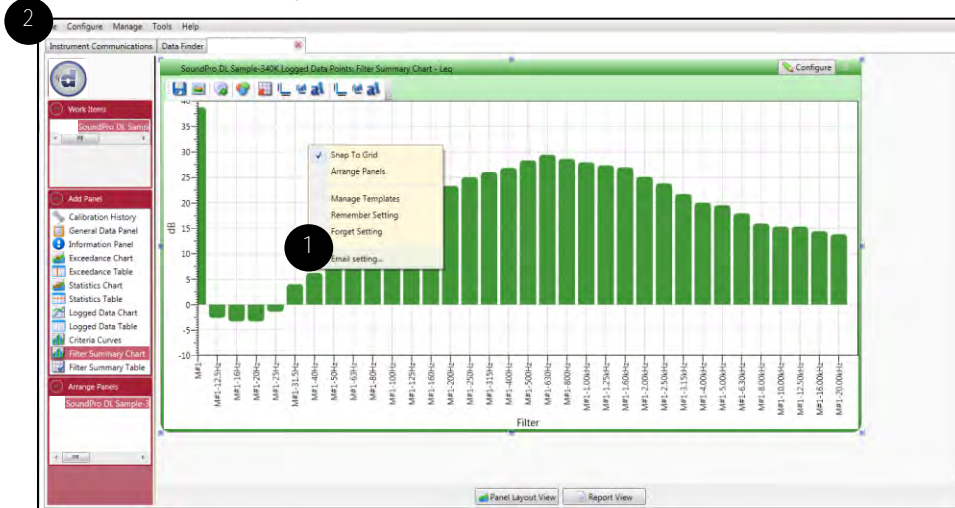 2
Configure Manage Tools Help
Instrument Communications Data Finder
SoundPro DL Sample-340K Logged Data Points: Filter Summary Chart - Leq
Configure
Work Items
SoundPro DL Sampl
Add Panel
Calibration History
General Data Panel
Information Panel
Exceedance Chart
Exceedance Table
Statistics Chart
Statistics Table
Logged Data Chart
Logged Data Table
Criteria Curves
Filter Summary Chart
Filter Summary Table
Arrange Panels
SoundPro DL Sample-3
Snap To Grid
Arrange Panels
Manage Templates
Remember Setting
Forget Setting
1
Email setting...
dB
40
35
30
25
20
15
10
5
0
-5
-10
M#1
M#1-12.5Hz
M#1-16Hz
M#1-20Hz
M#1-25Hz
M#1-31.5Hz
M#1-40Hz
M#1-50Hz
M#1-63Hz
M#1-80Hz
M#1-100Hz
M#1-125Hz
M#1-160Hz
M#1-200Hz
M#1-250Hz
M#1-315Hz
M#1-400Hz
M#1-500Hz
M#1-630Hz
M#1-800Hz
M#1-1.00kHz
M#1-1.25kHz
M#1-1.60kHz
M#1-2.00kHz
M#1-2.50kHz
M#1-3.15kHz
M#1-4.00kHz
M#1-5.00kHz
M#1-6.30kHz
M#1-8.00kHz
M#1-10.00kHz
M#1-12.50kHz
M#1-16.00kHz
M#1-20.00kHz
Filter
Panel Layout View
Report View